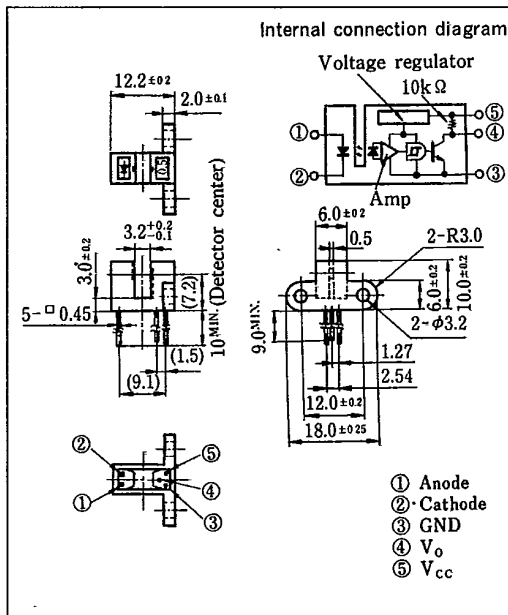 Internal connection diagram
Voltage regulator
10kΩ
12.2±0.2
2.0±0.1
①
②
⑤
④
③
Amp
0.5
3.2+0.2−0.1
3.0±0.2
(7.2)
10MIN. (Detector center)
5-□0.45
(1.5)
(9.1)
6.0±0.2
0.5
2-R3.0
6.0±0.2
10.0±0.2
2-φ3.2
9.0MIN.
1.27
2.54
12.0±0.2
18.0±0.25
②
①
⑤
④
③
① Anode
② Cathode
③ GND
④ Vo
⑤ Vcc